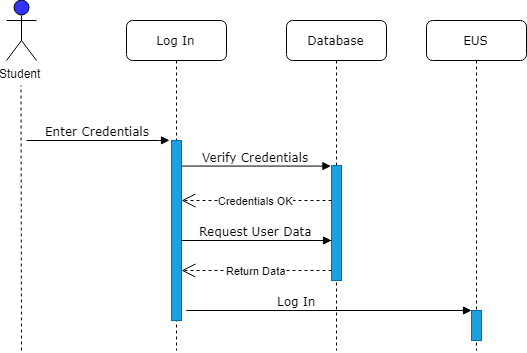 Log In
Database
EUS
Student
Enter Credentials
Verify Credentials
Credentials OK
Request User Data
Return Data
Log In